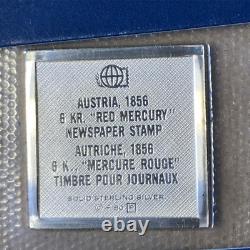 AUSTRIA, 1856
6 KR. "RED MERCURY"
NEWSPAPER STAMP
AUTRICHE, 1856
6 K.. "MERCURE ROUGE"
TIMBRE POUR JOURNAUX
SOLID STERLING SILVER